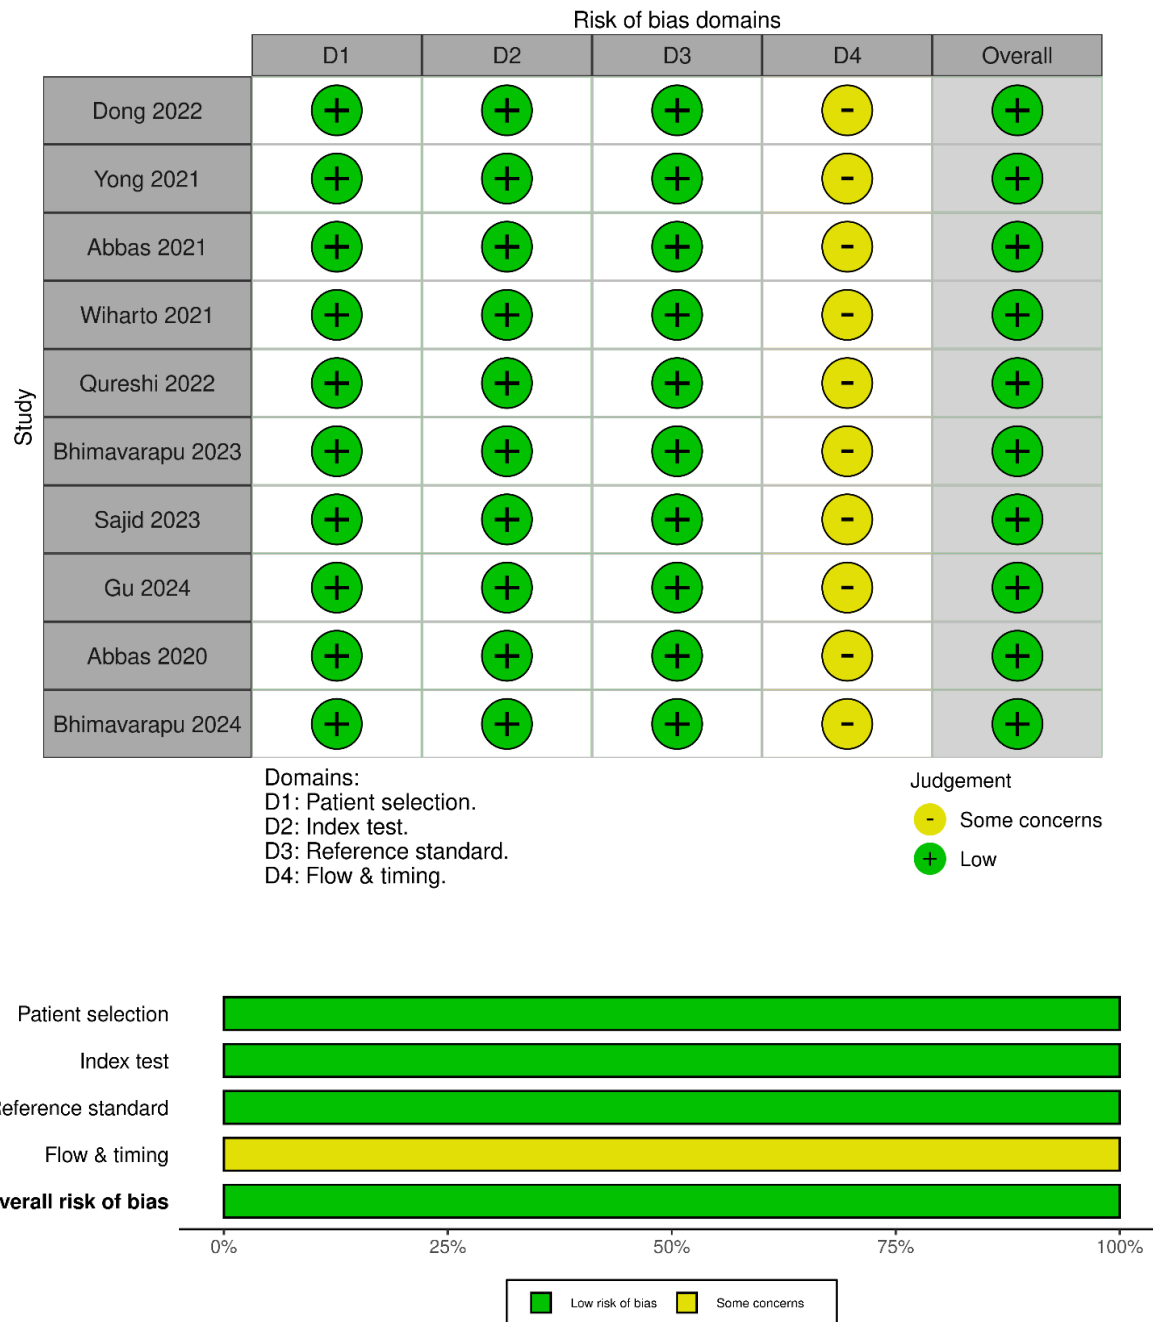 Risk of bias domains
D1 D2 D3 D4 Overall
Study
Dong 2022 + + + - +
Yong 2021 + + + - +
Abbas 2021 + + + - +
Wiharto 2021 + + + - +
Qureshi 2022 + + + - +
Bhimavarapu 2023 + + + - +
Sajid 2023 + + + - +
Gu 2024 + + + - +
Abbas 2020 + + + - +
Bhimavarapu 2024 + + + - +
Domains:
D1: Patient selection.
D2: Index test.
D3: Reference standard.
D4: Flow & timing.
Judgement
- Some concerns
+ Low
Patient selection
Index test
eference standard
Flow & timing
verall risk of bias
0% 25% 50% 75% 100%
Low risk of bias Some concerns